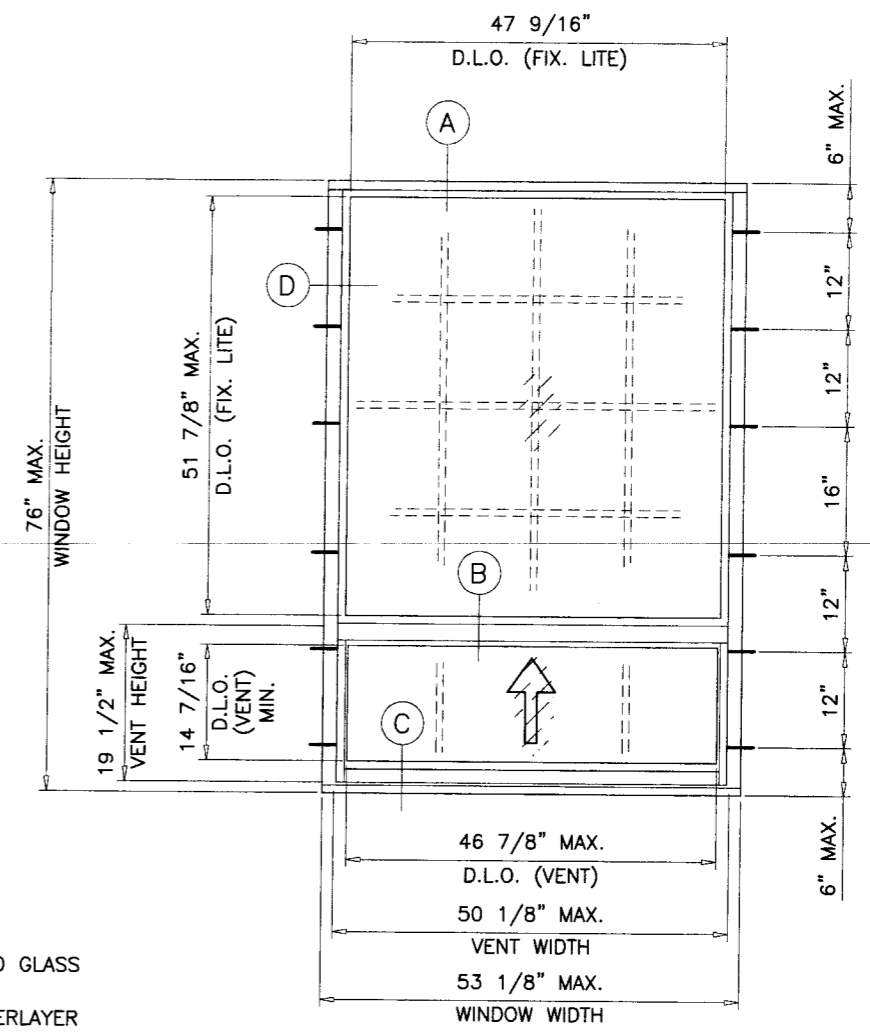 47 9/16"
D.L.O. (FIX. LITE)
A
6" MAX.
D
12"
12"
51 7/8" MAX.
D.L.O. (FIX. LITE)
76" MAX.
WINDOW HEIGHT
16"
B
12"
19 1/2" MAX.
VENT HEIGHT
14 7/16"
D.L.O.
(VENT)
MIN.
C
12"
6" MAX.
46 7/8" MAX.
D.L.O. (VENT)
50 1/8" MAX.
VENT WIDTH
53 1/8" MAX.
WINDOW WIDTH
GLASS